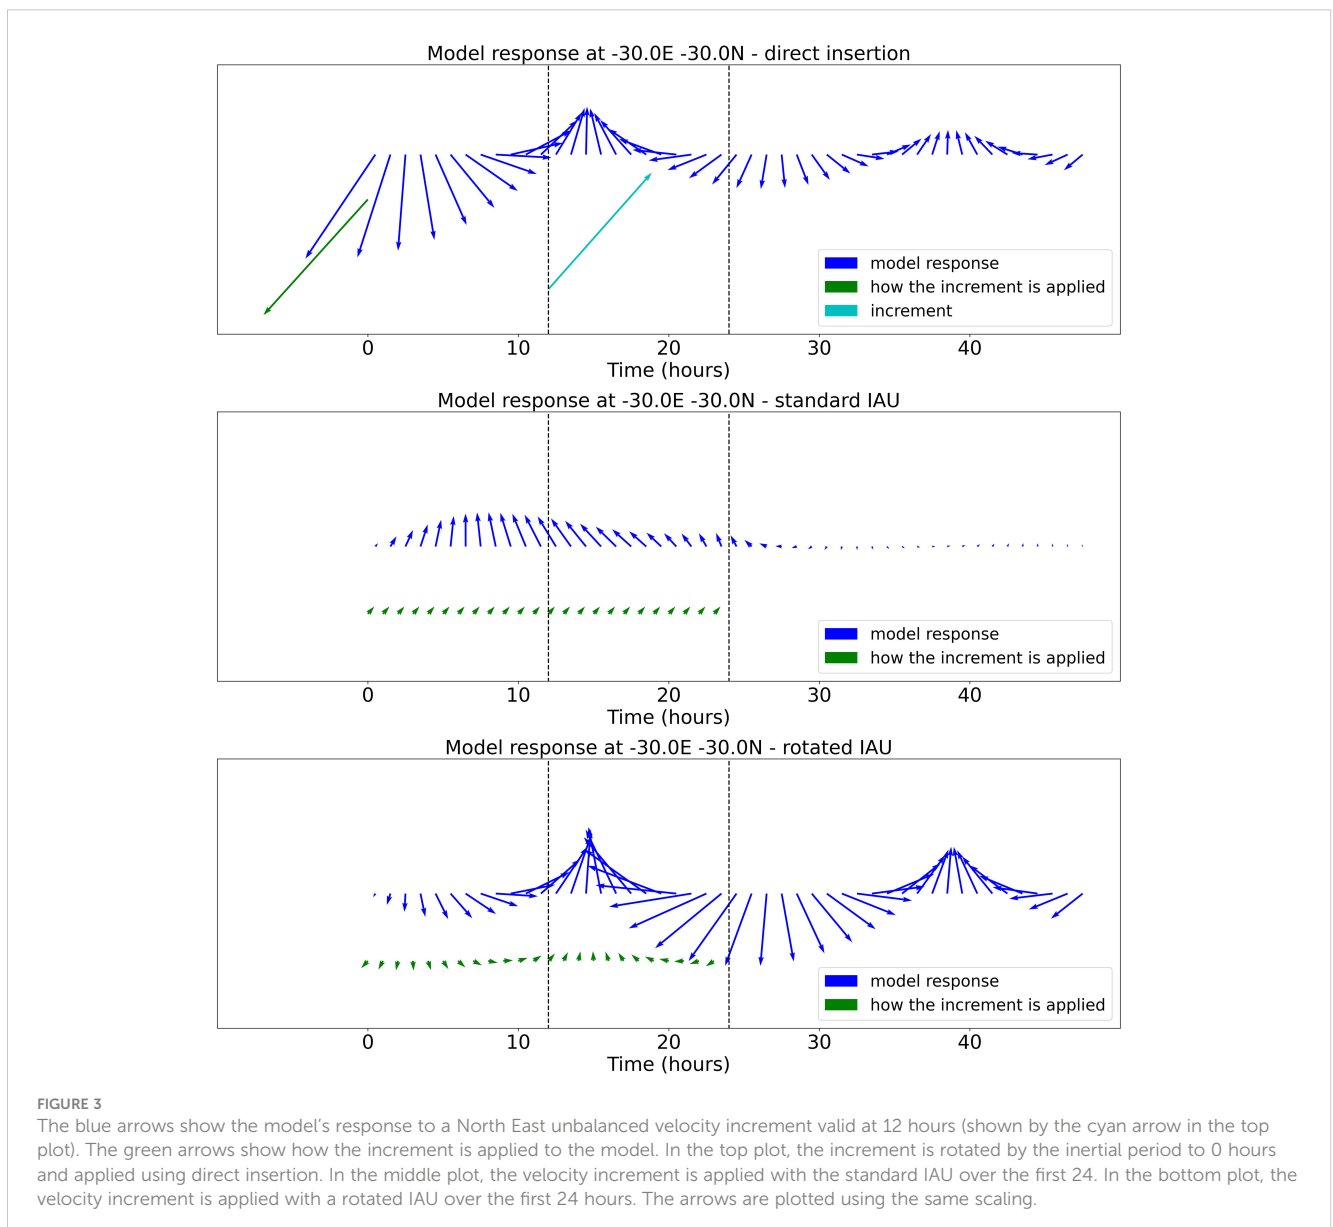 Model response at -30.0E -30.0N - direct insertion
model response
how the increment is applied
increment
0 10 20 30 40
Time (hours)
Model response at -30.0E -30.0N - standard IAU
model response
how the increment is applied
0 10 20 30 40
Time (hours)
Model response at -30.0E -30.0N - rotated IAU
model response
how the increment is applied
0 10 20 30 40
Time (hours)
FIGURE 3
The blue arrows show the model's response to a North East unbalanced velocity increment valid at 12 hours (shown by the cyan arrow in the top
plot). The green arrows show how the increment is applied to the model. In the top plot, the increment is rotated by the inertial period to 0 hours
and applied using direct insertion. In the middle plot, the velocity increment is applied with the standard IAU over the first 24. In the bottom plot, the
velocity increment is applied with a rotated IAU over the first 24 hours. The arrows are plotted using the same scaling.